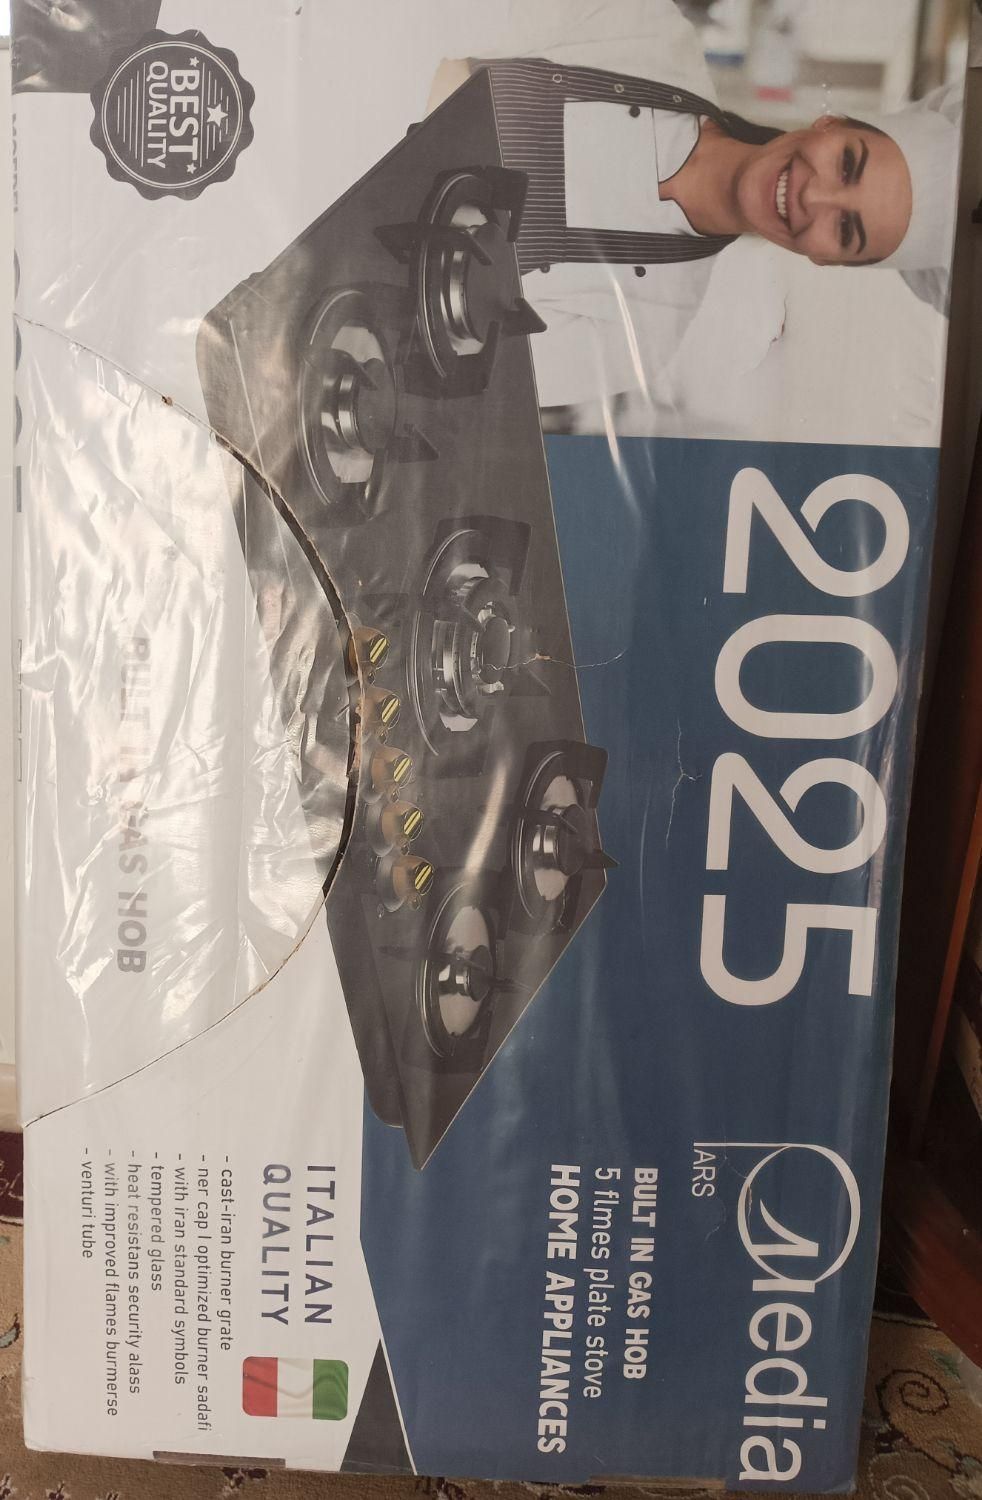 BEST
QUALITY
2025
Media
ARS
BULT IN GAS HOB
5 flmes plate stove
HOME APPLIANCES
BULT IN GAS HOB
ITALIAN
QUALITY
- cast-iran burner grate
- ner cap l optimized burner sadafi
- with iran standard symbols
- tempered glass
- heat resistans security alass
- with improved flames burmerse
- venturi tube